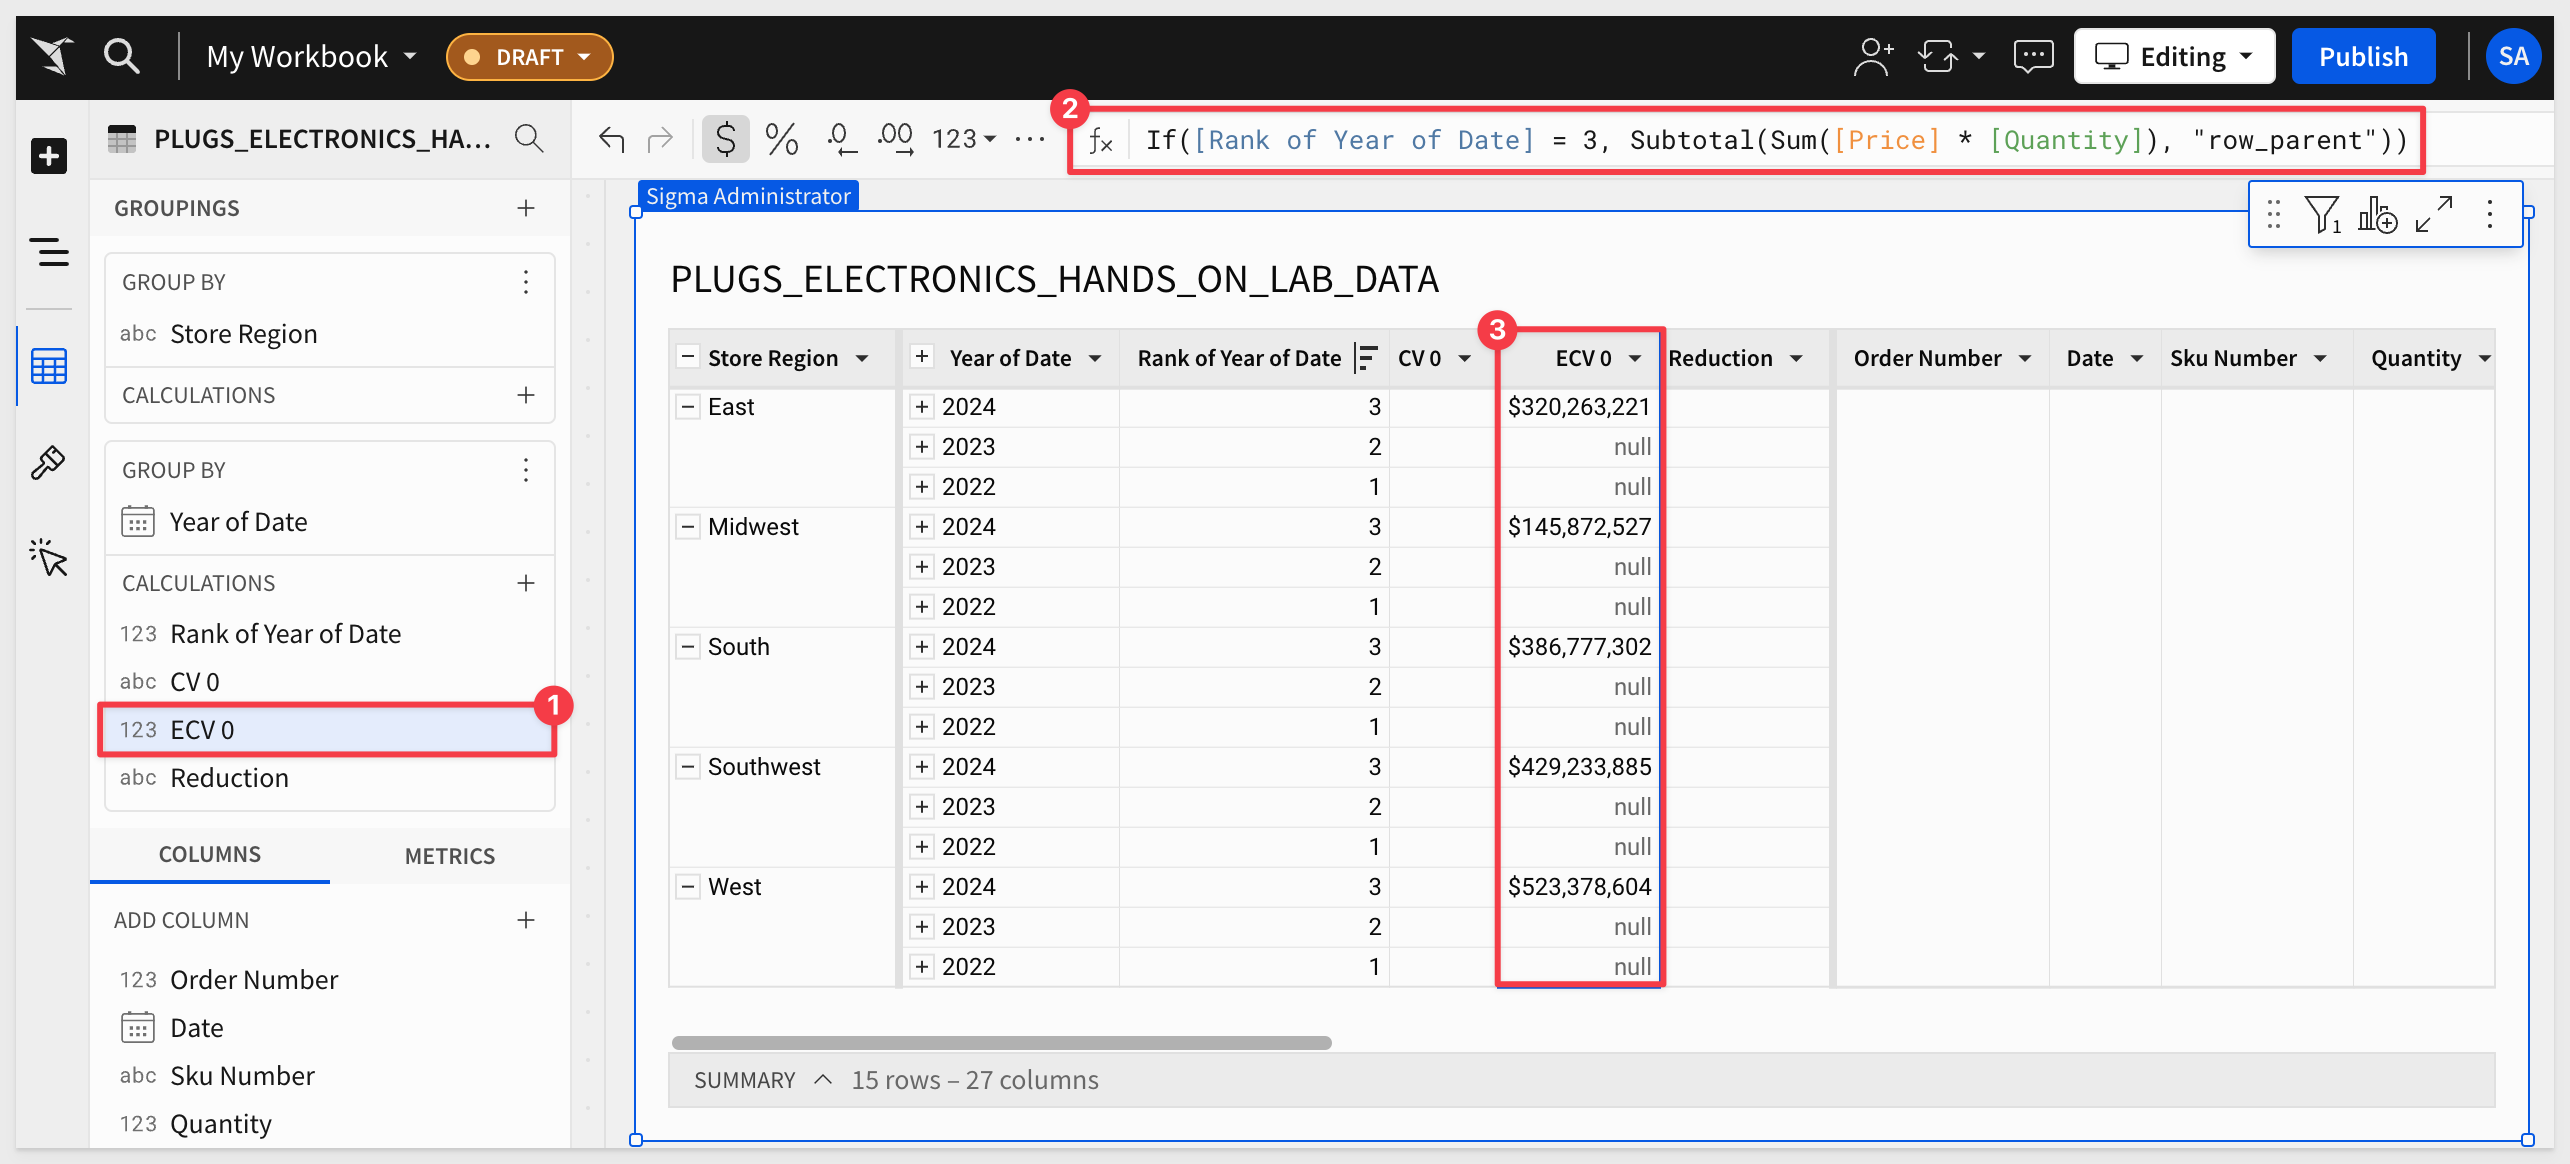 My Workbook DRAFT Editing Publish SA
PLUGS_ELECTRONICS_HA... $ % .0 .00 123 ... fx If([Rank of Year of Date] = 3, Subtotal(Sum([Price] * [Quantity]), "row_parent")) 2
GROUPINGS
GROUP BY
abc Store Region
CALCULATIONS
GROUP BY
Year of Date
CALCULATIONS
123 Rank of Year of Date
abc CV 0
123 ECV 0 1
abc Reduction
COLUMNS METRICS
ADD COLUMN
123 Order Number
Date
abc Sku Number
123 Quantity
Sigma Administrator
1
PLUGS_ELECTRONICS_HANDS_ON_LAB_DATA
3
Store Region Year of Date Rank of Year of Date CV 0 ECV 0 Reduction Order Number Date Sku Number Quantity
East 2024 3 $320,263,221
2023 2 null
2022 1 null
Midwest 2024 3 $145,872,527
2023 2 null
2022 1 null
South 2024 3 $386,777,302
2023 2 null
2022 1 null
Southwest 2024 3 $429,233,885
2023 2 null
2022 1 null
West 2024 3 $523,378,604
2023 2 null
2022 1 null
SUMMARY 15 rows – 27 columns